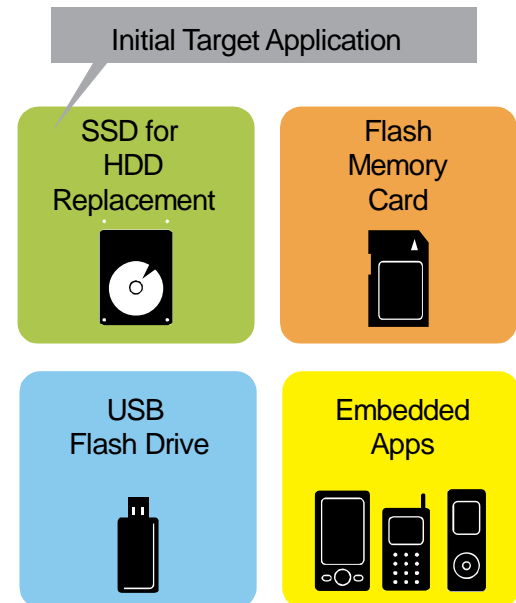 Initial Target Application
SSD for
HDD
Replacement
Flash
Memory
Card
USB
Flash Drive
Embedded
Apps